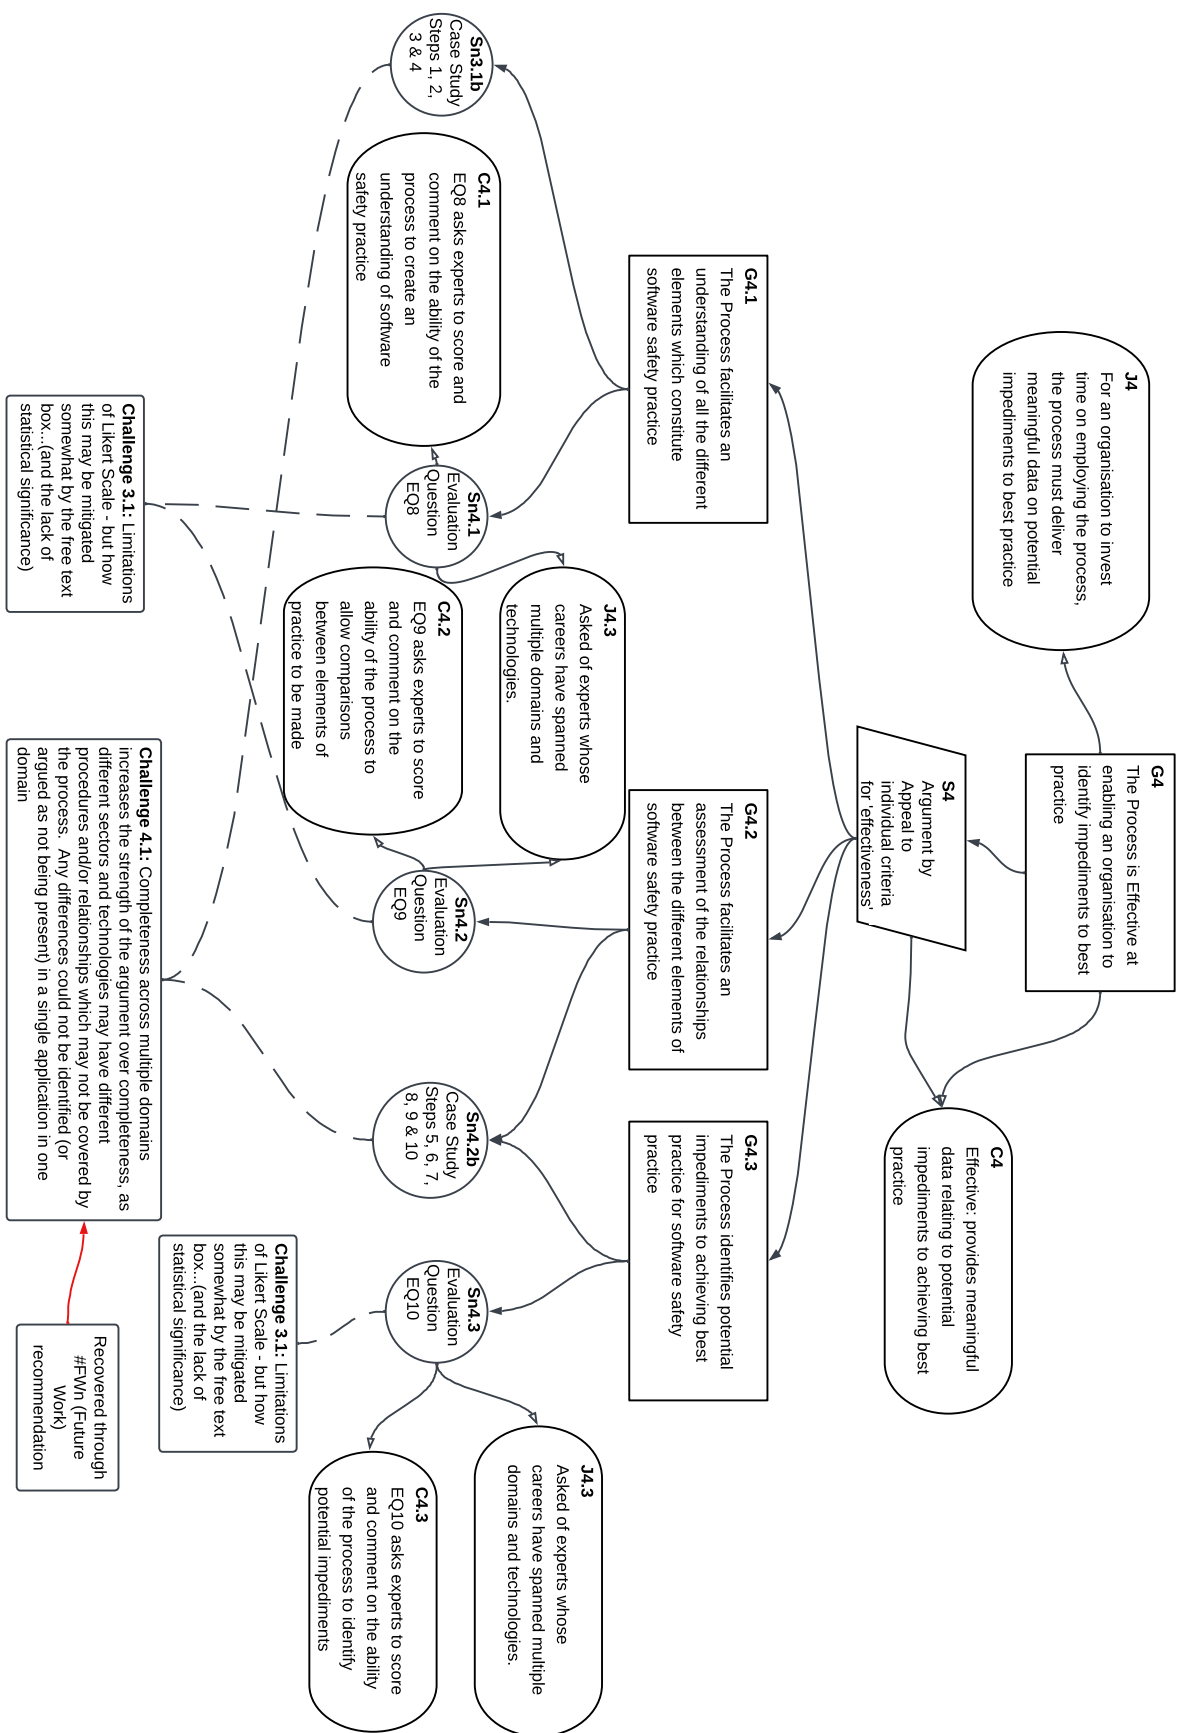 G4
The Process is Effective at
enabling an organisation to
identify impediments to best
practice
J4
For an organisation to invest
time on employing the process,
the process must deliver
meaningful data on potential
impediments to best practice
S4
Argument by
Appeal to
individual criteria
for 'effectiveness'
C4
Effective: provides meaningful
data relating to potential
impediments to achieving best
practice
G4.1
The Process facilitates an
understanding of all the different
elements which constitute
software safety practice
G4.2
The Process facilitates an
assessment of the relationships
between the different elements of
software safety practice
G4.3
The Process identifies potential
impediments to achieving best
practice for software safety
practice
Sn3.1b
Case Study
Steps 1, 2,
3 & 4
C4.1
EQ8 asks experts to score and
comment on the ability of the
process to create an
understanding of software
safety practice
Sn4.1
Evaluation
Question
EQ8
J4.3
Asked of experts whose
careers have spanned
multiple domains and
technologies.
C4.2
EQ9 asks experts to score
and comment on the
ability of the process to
allow comparisons
between elements of
practice to be made
Sn4.2
Evaluation
Question
EQ9
Sn4.2b
Case Study
Steps 5, 6, 7,
8, 9 & 10
Sn4.3
Evaluation
Question
EQ10
J4.3
Asked of experts whose
careers have spanned multiple
domains and technologies.
C4.3
EQ10 asks experts to score
and comment on the ability
of the process to identify
potential impediments
Challenge 3.1: Limitations
of Likert Scale - but how
this may be mitigated
somewhat by the free text
box...(and the lack of
statistical significance)
Challenge 4.1: Completeness across multiple domains
increases the strength of the argument over completeness, as
different sectors and technologies may have different
procedures and/or relationships which may not be covered by
the process.  Any differences could not be identified (or
argued as not being present) in a single application in one
domain
Challenge 3.1: Limitations
of Likert Scale - but how
this may be mitigated
somewhat by the free text
box...(and the lack of
statistical significance)
Recovered through
#FWn (Future
Work)
recommendation